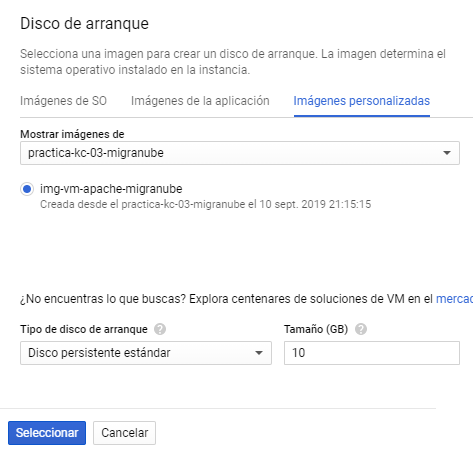 Disco de arranque
Selecciona una imagen para crear un disco de arranque. La imagen determina el
sistema operativo instalado en la instancia.
Imágenes de SO Imágenes de la aplicación Imágenes personalizadas
Mostrar imágenes de
practica-kc-03-migranube
img-vm-apache-migranube
Creada desde el practica-kc-03-migranube el 10 sept. 2019 21:15:15
¿No encuentras lo que buscas? Explora centenares de soluciones de VM en el
Tipo de disco de arranque ? Tamaño (GB) ?
Disco persistente estándar 10
Seleccionar Cancelar